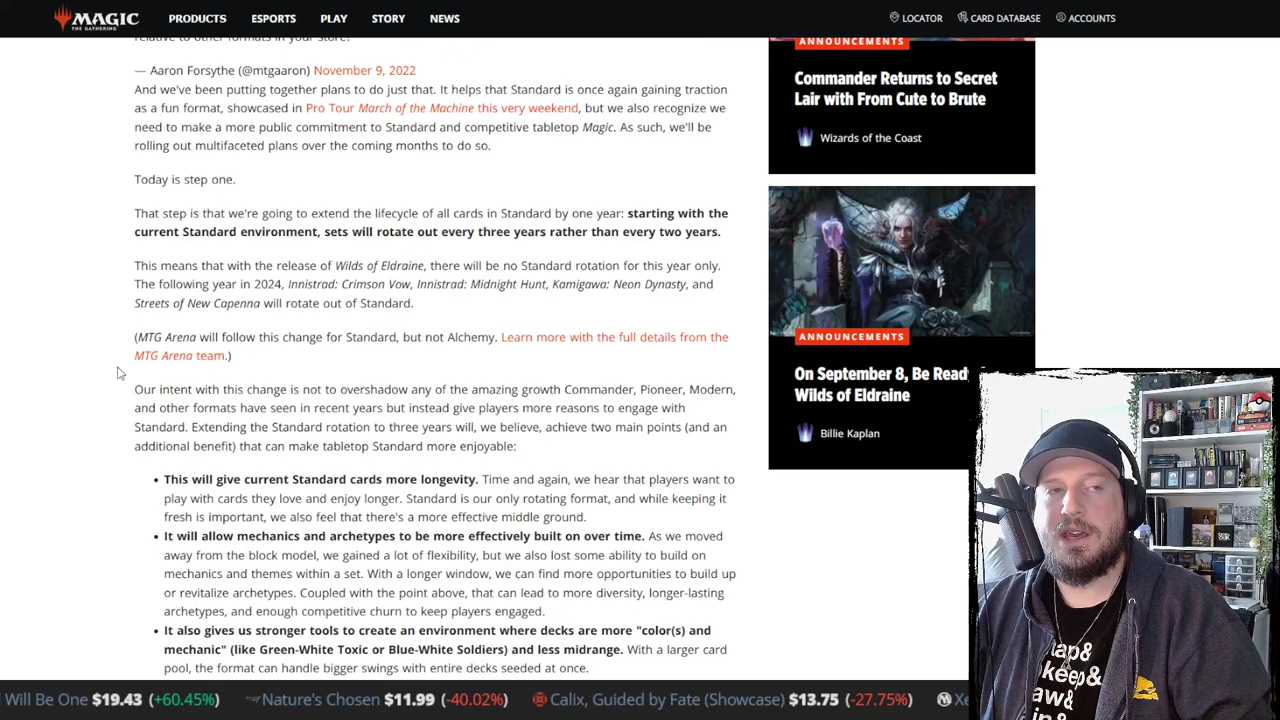 MAGIC
THE GATHERING
PRODUCTS
ESPORTS
PLAY
STORY
NEWS
LOCATOR
CARD DATABASE
ACCOUNTS
relative to other formats in your store?
— Aaron Forsythe (@mtgaaron) November 9, 2022
And we've been putting together plans to do just that. It helps that Standard is once again gaining traction
as a fun format, showcased in Pro Tour March of the Machine this very weekend, but we also recognize we
need to make a more public commitment to Standard and competitive tabletop Magic. As such, we'll be
rolling out multifaceted plans over the coming months to do so.
Today is step one.
That step is that we're going to extend the lifecycle of all cards in Standard by one year: starting with the
current Standard environment, sets will rotate out every three years rather than every two years.
This means that with the release of Wilds of Eldraine, there will be no Standard rotation for this year only.
The following year in 2024, Innistrad: Crimson Vow, Innistrad: Midnight Hunt, Kamigawa: Neon Dynasty, and
Streets of New Capenna will rotate out of Standard.
(MTG Arena will follow this change for Standard, but not Alchemy. Learn more with the full details from the
MTG Arena team.)
Our intent with this change is not to overshadow any of the amazing growth Commander, Pioneer, Modern,
and other formats have seen in recent years but instead give players more reasons to engage with
Standard. Extending the Standard rotation to three years will, we believe, achieve two main points (and an
additional benefit) that can make tabletop Standard more enjoyable:
• This will give current Standard cards more longevity. Time and again, we hear that players want to
play with cards they love and enjoy longer. Standard is our only rotating format, and while keeping it
fresh is important, we also feel that there's a more effective middle ground.
• It will allow mechanics and archetypes to be more effectively built on over time. As we moved
away from the block model, we gained a lot of flexibility, but we also lost some ability to build on
mechanics and themes within a set. With a longer window, we can find more opportunities to build up
or revitalize archetypes. Coupled with the point above, that can lead to more diversity, longer-lasting
archetypes, and enough competitive churn to keep players engaged.
• It also gives us stronger tools to create an environment where decks are more "color(s) and
mechanic" (like Green-White Toxic or Blue-White Soldiers) and less midrange. With a larger card
pool, the format can handle bigger swings with entire decks seeded at once.
ANNOUNCEMENTS
Commander Returns to Secret
Lair with From Cute to Brute
Wizards of the Coast
ANNOUNCEMENTS
On September 8, Be Ready
Wilds of Eldraine
Billie Kaplan
Will Be One $19.43 (+60.45%)
Nature's Chosen $11.99 (-40.02%)
Calix, Guided by Fate (Showcase) $13.75 (-27.75%)